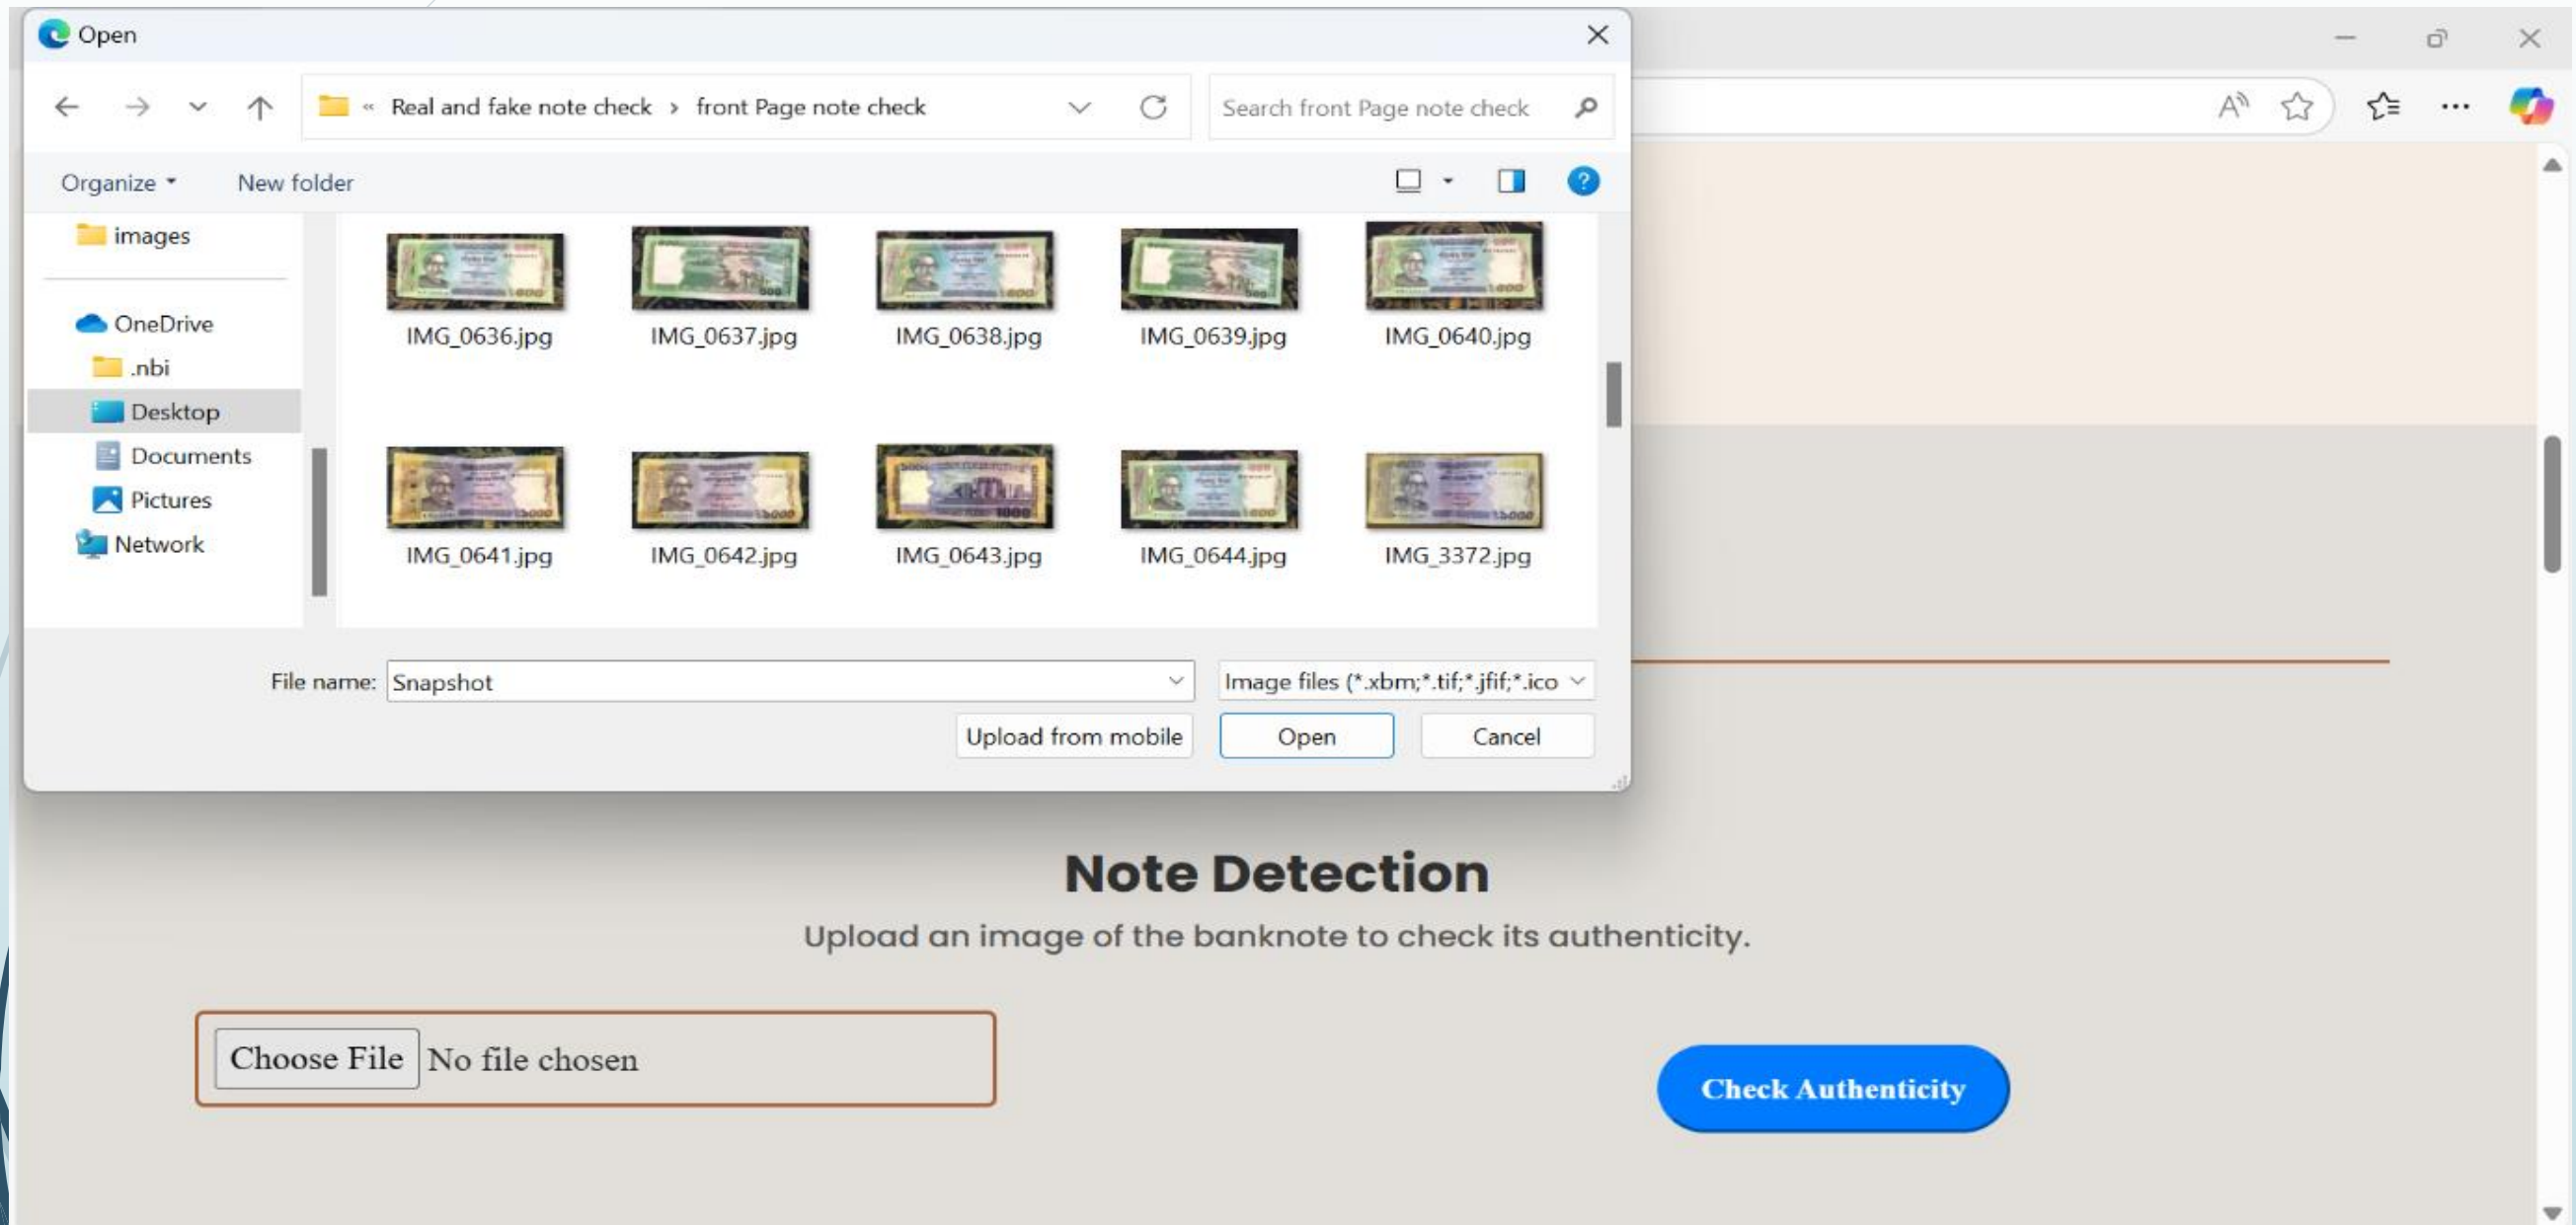 Open
« Real and fake note check › front Page note check
Search front Page note check
Organize
New folder
images
OneDrive
.nbi
Desktop
Documents
Pictures
Network
IMG_0636.jpg
IMG_0637.jpg
IMG_0638.jpg
IMG_0639.jpg
IMG_0640.jpg
IMG_0641.jpg
IMG_0642.jpg
IMG_0643.jpg
IMG_0644.jpg
IMG_3372.jpg
File name: Snapshot
Image files (*.xbm;*.tif;*.jfif;*.ico
Upload from mobile
Open
Cancel
Note Detection
Upload an image of the banknote to check its authenticity.
Choose File No file chosen
Check Authenticity